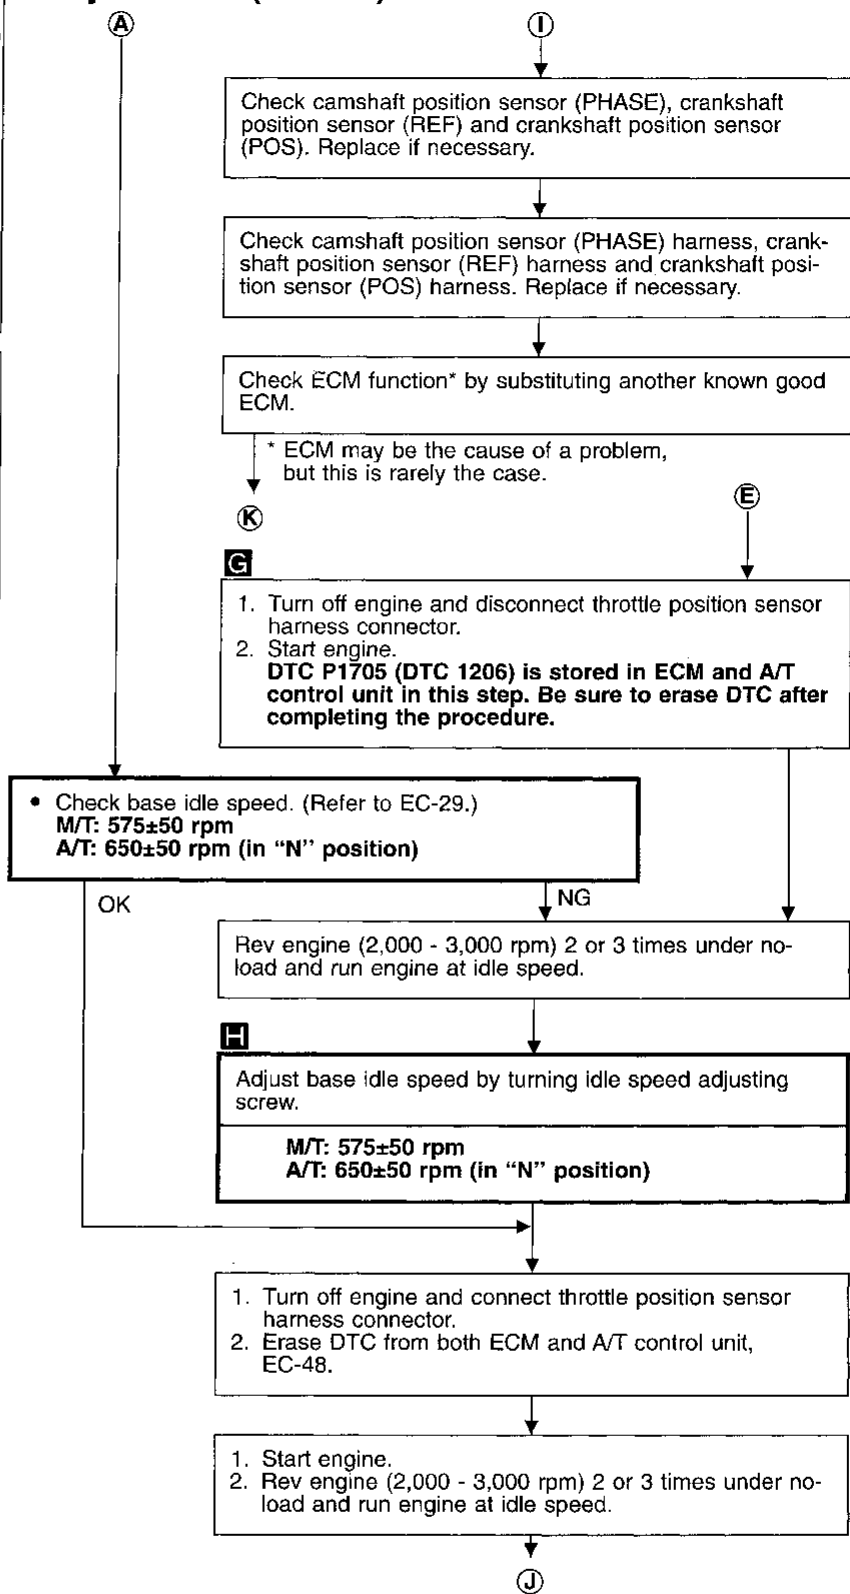 A
I
Check camshaft position sensor (PHASE), crankshaft
position sensor (REF) and crankshaft position sensor
(POS). Replace if necessary.
Check camshaft position sensor (PHASE) harness, crank-
shaft position sensor (REF) harness and crankshaft posi-
tion sensor (POS) harness. Replace if necessary.
Check ECM function* by substituting another known good
ECM.
* ECM may be the cause of a problem,
but this is rarely the case.
E
K
G
1. Turn off engine and disconnect throttle position sensor
harness connector.
2. Start engine.
DTC P1705 (DTC 1206) is stored in ECM and A/T
control unit in this step. Be sure to erase DTC after
completing the procedure.
• Check base idle speed. (Refer to EC-29.)
M/T: 575±50 rpm
A/T: 650±50 rpm (in “N” position)
OK
NG
Rev engine (2,000 - 3,000 rpm) 2 or 3 times under no-
load and run engine at idle speed.
H
Adjust base idle speed by turning idle speed adjusting
screw.
M/T: 575±50 rpm
A/T: 650±50 rpm (in “N” position)
1. Turn off engine and connect throttle position sensor
harness connector.
2. Erase DTC from both ECM and A/T control unit,
EC-48.
1. Start engine.
2. Rev engine (2,000 - 3,000 rpm) 2 or 3 times under no-
load and run engine at idle speed.
J